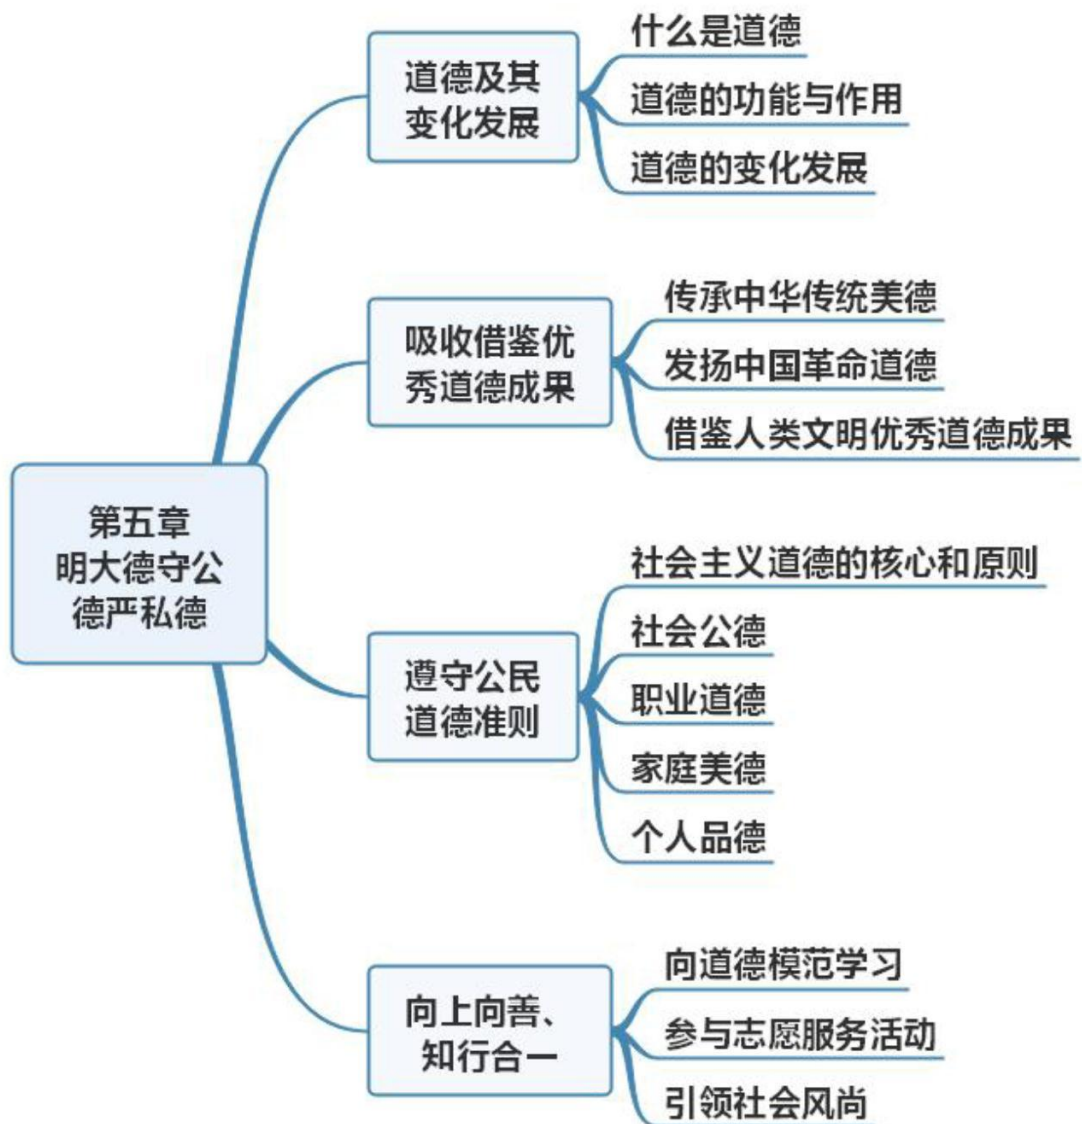 第五章
明大德守公
德严私德
道德及其
变化发展
什么是道德
道德的功能与作用
道德的变化发展
吸收借鉴优
秀道德成果
传承中华传统美德
发扬中国革命道德
借鉴人类文明优秀道德成果
遵守公民
道德准则
社会主义道德的核心和原则
社会公德
职业道德
家庭美德
个人品德
向上向善、
知行合一
向道德模范学习
参与志愿服务活动
引领社会风尚